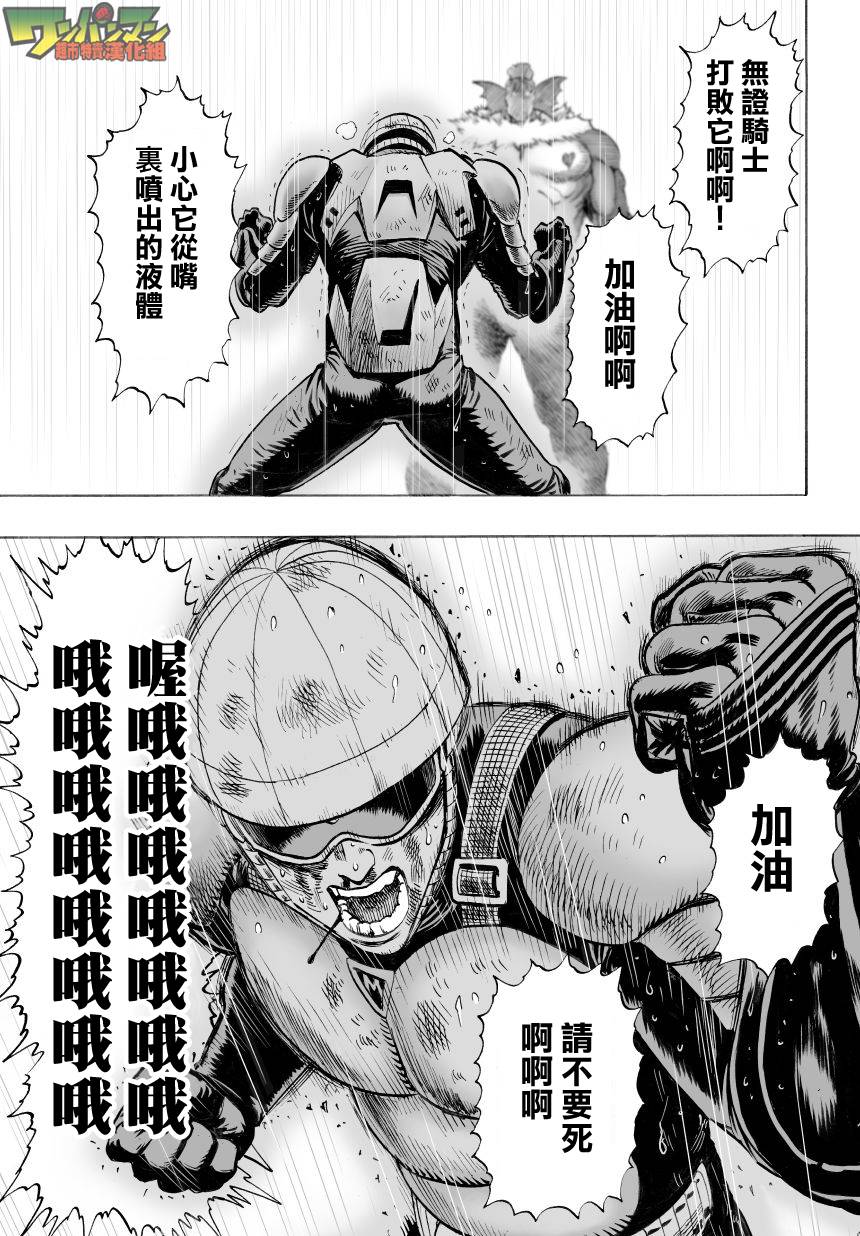 ワンパンマン
超市特賣漢化組
無證騎士
打敗它啊啊！
加油啊啊
小心它從嘴
裏噴出的液體
加油
請不要死
啊啊啊
喔哦哦哦哦哦哦哦
哦哦哦哦哦哦哦哦
M